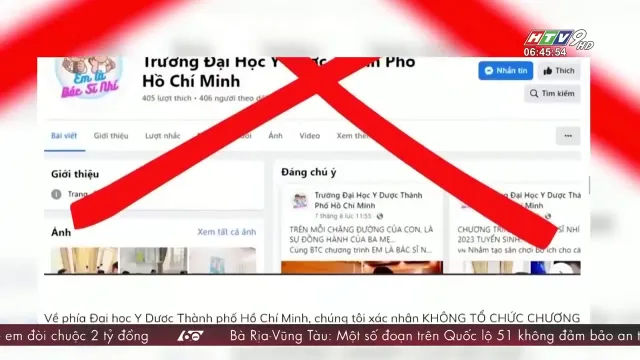 HTV9 HD
06:45:54
Em là
Bác Sĩ Nhí
Trường Đại Học Y Dược Thành Phố
Hồ Chí Minh
405 lượt thích • 406 người theo dõi
Nhắn tin
Thích
Tìm kiếm
Bài viết
Giới thiệu
Lượt nhắc
Ảnh
Video
Xem thêm
Giới thiệu
Trang
Ảnh
Xem tất cả ảnh
Đáng chú ý
Trường Đại Học Y Dược Thành
Phố Hồ Chí Minh
7 tháng 8 lúc 11:55
TRÊN MỖI CHẶNG ĐƯỜNG CỦA CON, LÀ
SỰ ĐỒNG HÀNH CỦA BA MẸ...
Cùng BTC chương trình EM LÀ BÁC SĨ N...
Trường Đại Học Y Dược Thành
Hồ Chí Minh
CHƯƠNG TRÌN SĨ NHÍ
2023 TUYỂN SINH
vv Nhằm tạo sân chơi bổ ích cho cá
Về phía Đại học Y Dược Thành phố Hồ Chí Minh, chúng tôi xác nhận KHÔNG TỔ CHỨC CHƯƠNG
em đòi chuộc 2 tỷ đồng
60
Bà Rịa-Vũng Tàu: Một số đoạn trên Quốc lộ 51 không đảm bảo an t